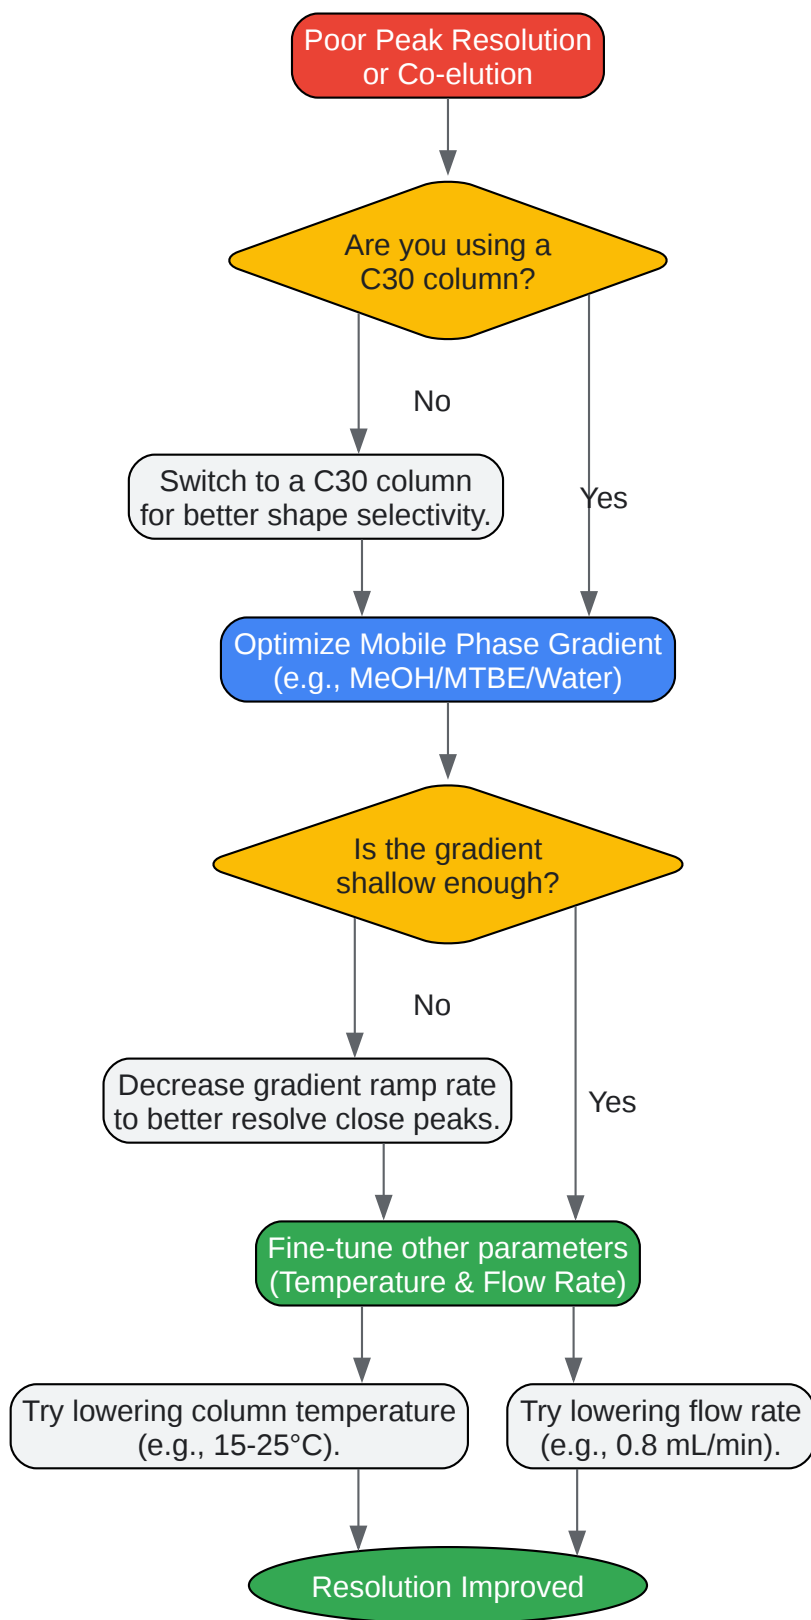 Poor Peak Resolution
or Co-elution
Are you using a
C30 column?
No
Switch to a C30 column
for better shape selectivity.
Yes
Optimize Mobile Phase Gradient
(e.g., MeOH/MTBE/Water)
Is the gradient
shallow enough?
No
Decrease gradient ramp rate
to better resolve close peaks.
Yes
Fine-tune other parameters
(Temperature & Flow Rate)
Try lowering column temperature
(e.g., 15-25°C).
Try lowering flow rate
(e.g., 0.8 mL/min).
Resolution Improved